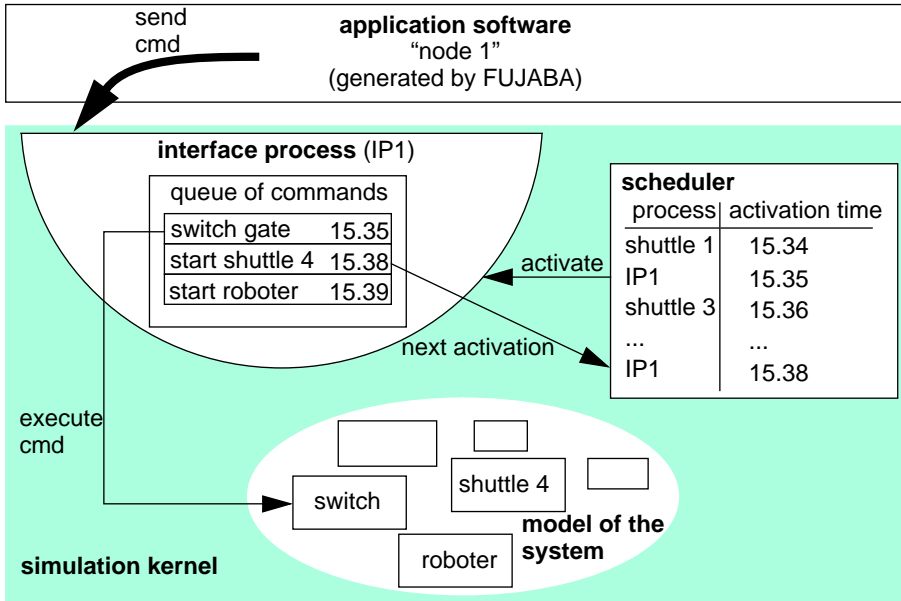 send
cmd
application software
“node 1”
(generated by FUJABA)
interface process (IP1)
queue of commands
switch gate 15.35
start shuttle 4 15.38
start roboter 15.39
scheduler
process activation time
shuttle 1 15.34
IP1 15.35
shuttle 3 15.36
... ...
IP1 15.38
activate
next activation
execute
cmd
switch
shuttle 4
roboter
model of the
system
simulation kernel